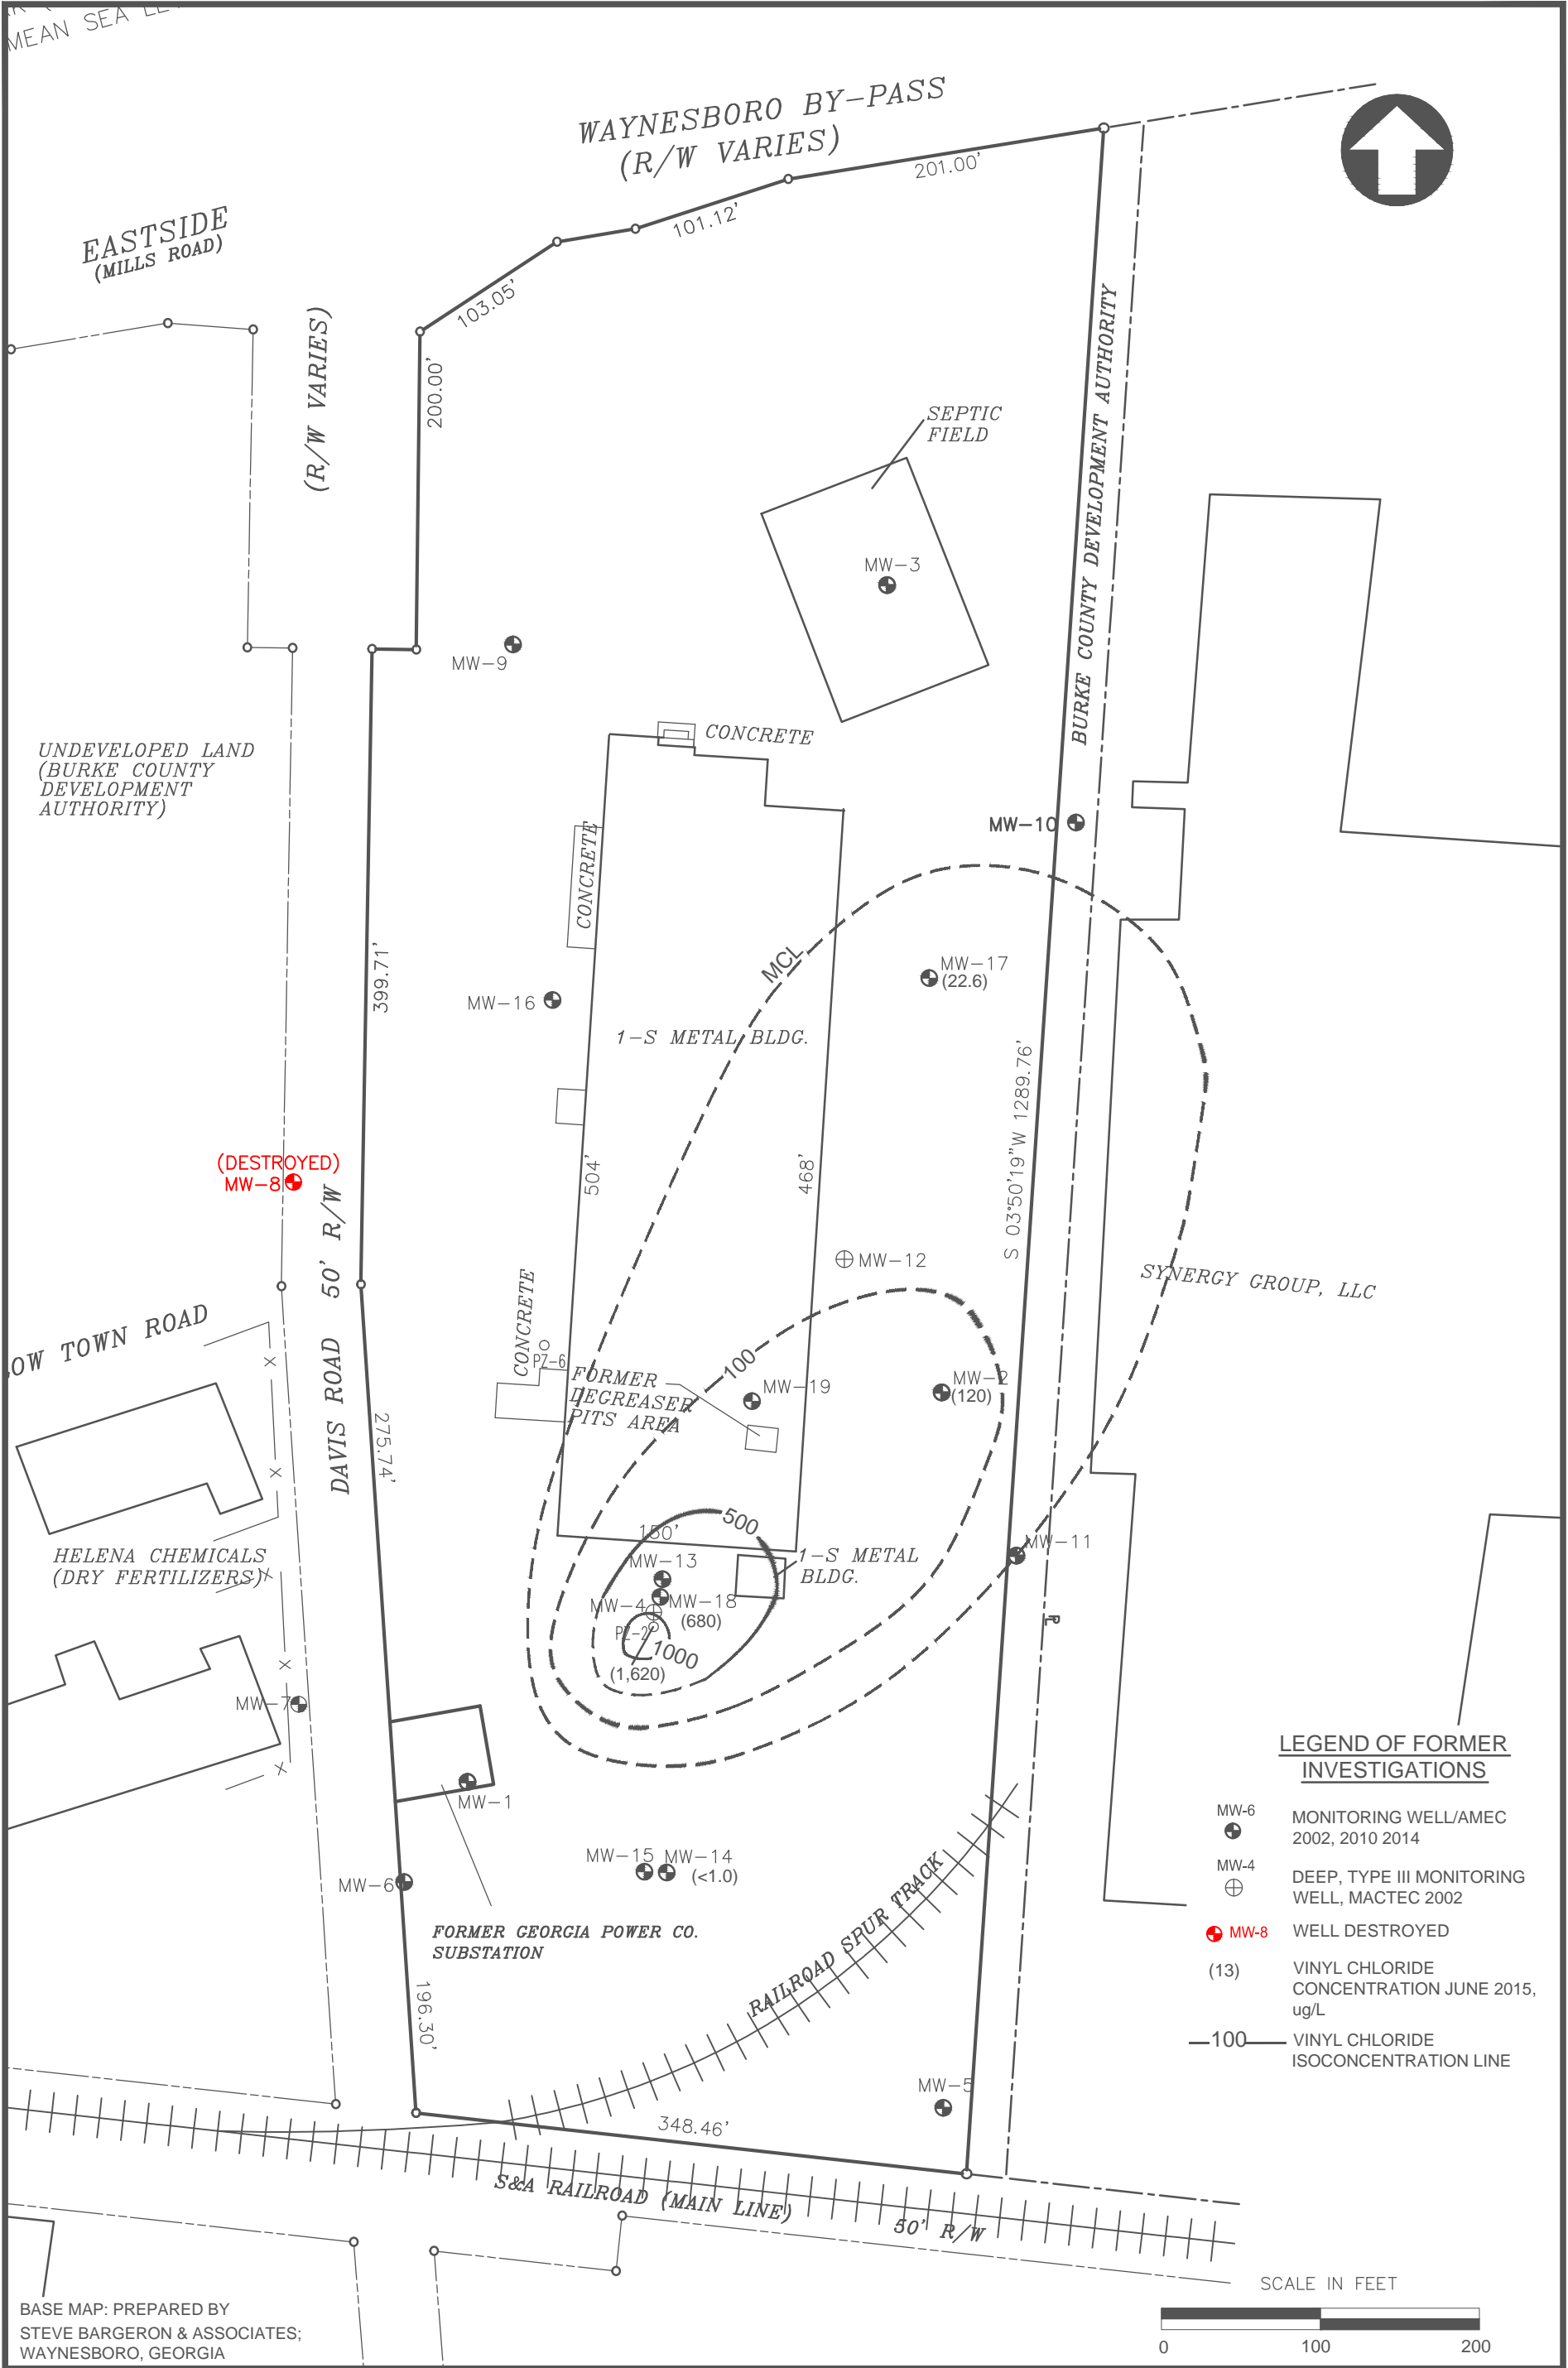 MEAN SEA
WAYNESBORO BY-PASS
(R/W VARIES)
201.00'
101.12'
103.05'
EASTSIDE
(MILLS ROAD)
(R/W VARIES)
200.00'
SEPTIC
FIELD
BURKE COUNTY DEVELOPMENT AUTHORITY
MW-3
MW-9
CONCRETE
UNDEVELOPED LAND
(BURKE COUNTY
DEVELOPMENT
AUTHORITY)
MW-10
CONCRETE
399.71'
MCL
MW-17
(22.6)
MW-16
1-S METAL BLDG.
S 03°50'19"W 1289.76'
(DESTROYED)
MW-8
504'
468'
DAVIS ROAD 50' R/W
MW-12
SYNERGY GROUP, LLC
CONCRETE
OW TOWN ROAD
PZ-6
100
FORMER
DEGREASER
PITS AREA
MW-19
MW-2
(120)
275.74'
500
150'
MW-11
HELENA CHEMICALS
(DRY FERTILIZERS)
MW-13
1-S METAL
BLDG.
MW-4
MW-18
(680)
PZ-2
1000
(1,620)
PL
MW-7
MW-1
MW-15
MW-14
(<1.0)
MW-6
FORMER GEORGIA POWER CO.
SUBSTATION
RAILROAD SPUR TRACK
196.30'
MW-5
348.46'
S&A RAILROAD (MAIN LINE)
50' R/W
LEGEND OF FORMER
INVESTIGATIONS
MW-6
MONITORING WELL/AMEC
2002, 2010 2014
MW-4
DEEP, TYPE III MONITORING
WELL, MACTEC 2002
MW-8
WELL DESTROYED
(13)
VINYL CHLORIDE
CONCENTRATION JUNE 2015,
ug/L
100
VINYL CHLORIDE
ISOCONCENTRATION LINE
SCALE IN FEET
0 100 200
BASE MAP: PREPARED BY
STEVE BARGERON & ASSOCIATES;
WAYNESBORO, GEORGIA